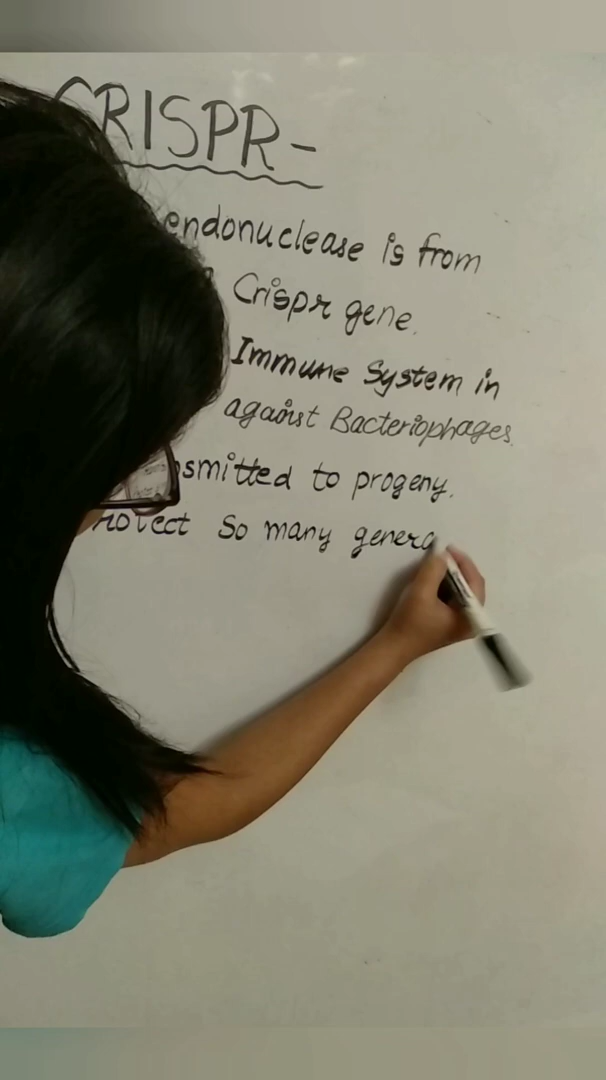 CRISPR-
endonuclease is from
Crispr gene.
Immune System in
against Bacteriophages.
smitted to progeny.
rotect So many genera